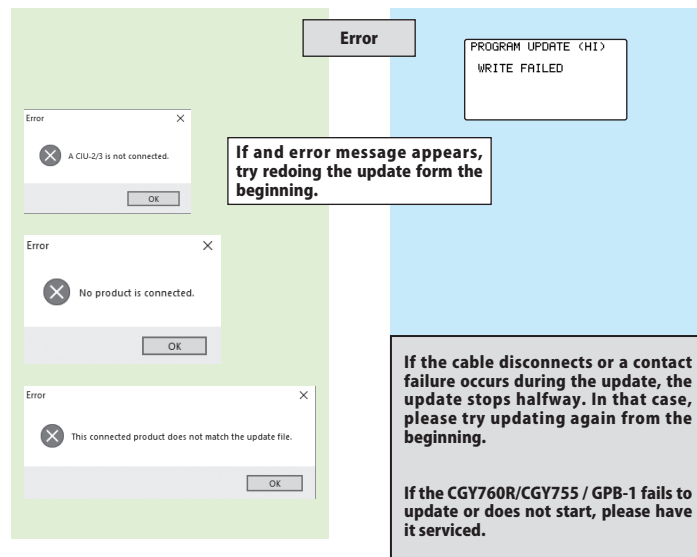 Error
PROGRAM UPDATE (HI)
WRITE FAILED
Error
A CIU-2/3 is not connected.
OK
If and error message appears,
try redoing the update form the
beginning.
Error
No product is connected.
OK
Error
This connected product does not match the update file.
OK
If the cable disconnects or a contact
failure occurs during the update, the
update stops halfway. In that case,
please try updating again from the
beginning.
If the CGY760R/CGY755 / GPB-1 fails to
update or does not start, please have
it serviced.